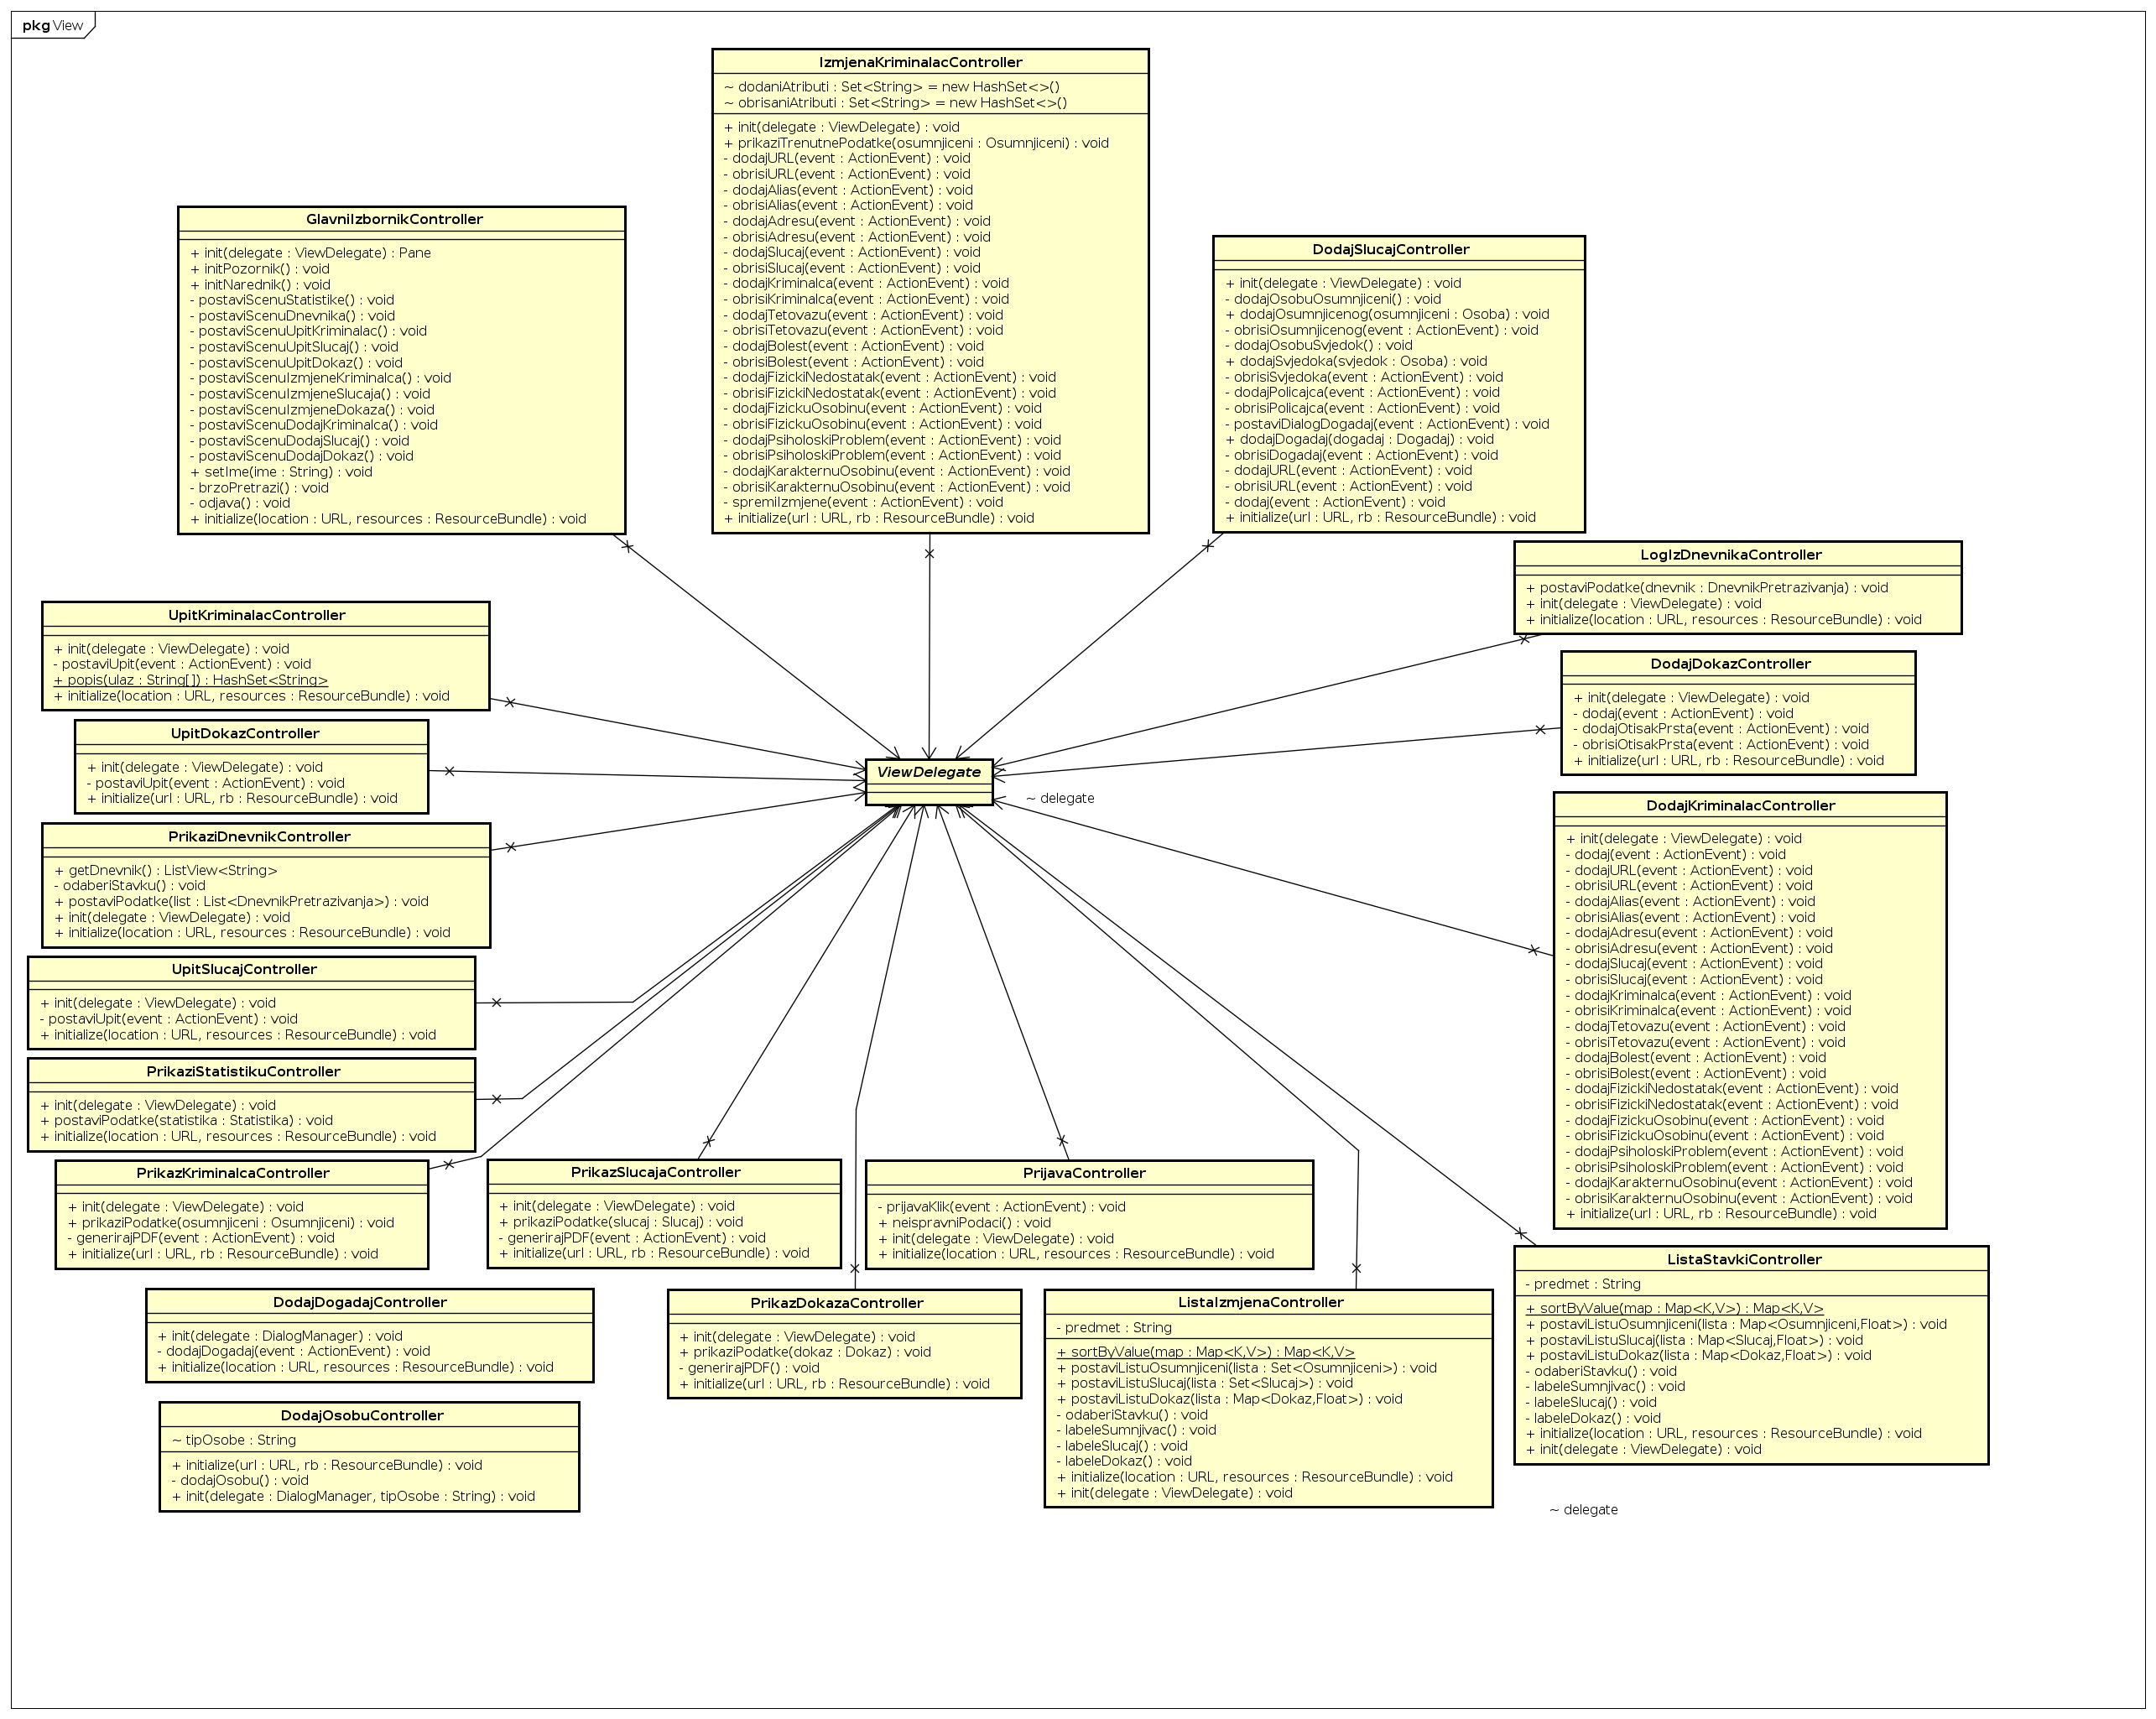 pkg View
IzmjenaKriminalacController
~ dodaniAtributi : Set<String> = new HashSet<>()
~ obrisaniAtributi : Set<String> = new HashSet<>()
+ init(delegate : ViewDelegate) : void
+ prikaziTrenutnePodatke(osumnjiceni : Osumnjiceni) : void
- dodajURL(event : ActionEvent) : void
- obrisiURL(event : ActionEvent) : void
- dodajAlias(event : ActionEvent) : void
- obrisiAlias(event : ActionEvent) : void
- dodajAdresu(event : ActionEvent) : void
- obrisiAdresu(event : ActionEvent) : void
- dodajSlucaj(event : ActionEvent) : void
- obrisiSlucaj(event : ActionEvent) : void
- dodajKriminalca(event : ActionEvent) : void
- obrisiKriminalca(event : ActionEvent) : void
- dodajTetovazu(event : ActionEvent) : void
- obrisiTetovazu(event : ActionEvent) : void
- dodajBolest(event : ActionEvent) : void
- obrisiBolest(event : ActionEvent) : void
- dodajFizickiNedostatak(event : ActionEvent) : void
- obrisiFizickiNedostatak(event : ActionEvent) : void
- dodajFizickuOsobinu(event : ActionEvent) : void
- obrisiFizickuOsobinu(event : ActionEvent) : void
- dodajPsiholoskiProblem(event : ActionEvent) : void
- obrisiPsiholoskiProblem(event : ActionEvent) : void
- dodajKarakternuOsobinu(event : ActionEvent) : void
- obrisiKarakternuOsobinu(event : ActionEvent) : void
- spremiIzmjene(event : ActionEvent) : void
+ initialize(url : URL, rb : ResourceBundle) : void
GlavniIzbornikController
+ init(delegate : ViewDelegate) : Pane
+ initPozornik() : void
+ initNarednik() : void
- postaviScenuStatistike() : void
- postaviScenuDnevnika() : void
- postaviScenuUpitKriminalac() : void
- postaviScenuUpitSlucaj() : void
- postaviScenuUpitDokaz() : void
- postaviScenuIzmjeneKriminalca() : void
- postaviScenuIzmjeneSlucaja() : void
- postaviScenuIzmjeneDokaza() : void
- postaviScenuDodajKriminalca() : void
- postaviScenuDodajSlucaj() : void
- postaviScenuDodajDokaz() : void
+ setIme(ime : String) : void
- brzoPretrazi() : void
- odjava() : void
+ initialize(location : URL, resources : ResourceBundle) : void
DodajSlucajController
+ init(delegate : ViewDelegate) : void
- dodajOsobuOsumnjiceni() : void
+ dodajOsumnjicenog(osumnjiceni : Osoba) : void
- obrisiOsumnjicenog(event : ActionEvent) : void
- dodajOsobuSvjedok() : void
+ dodajSvjedoka(svjedok : Osoba) : void
- obrisiSvjedoka(event : ActionEvent) : void
- dodajPolicajca(event : ActionEvent) : void
- obrisiPolicajca(event : ActionEvent) : void
- postaviDialogDogadaj(event : ActionEvent) : void
+ dodajDogadaj(dogadaj : Dogadaj) : void
- obrisiDogadaj(event : ActionEvent) : void
- dodajURL(event : ActionEvent) : void
- obrisiURL(event : ActionEvent) : void
- dodaj(event : ActionEvent) : void
+ initialize(url : URL, rb : ResourceBundle) : void
LogIzDnevnikaController
+ postaviPodatke(dnevnik : DnevnikPretrazivanja) : void
+ init(delegate : ViewDelegate) : void
+ initialize(location : URL, resources : ResourceBundle) : void
UpitKriminalacController
+ init(delegate : ViewDelegate) : void
- postaviUpit(event : ActionEvent) : void
+ popis(ulaz : String[]) : HashSet<String>
+ initialize(location : URL, resources : ResourceBundle) : void
DodajDokazController
+ init(delegate : ViewDelegate) : void
- dodaj(event : ActionEvent) : void
- dodajOtisakPrsta(event : ActionEvent) : void
- obrisiOtisakPrsta(event : ActionEvent) : void
+ initialize(url : URL, rb : ResourceBundle) : void
UpitDokazController
+ init(delegate : ViewDelegate) : void
- postaviUpit(event : ActionEvent) : void
+ initialize(url : URL, rb : ResourceBundle) : void
ViewDelegate
~ delegate
DodajKriminalacController
+ init(delegate : ViewDelegate) : void
- dodaj(event : ActionEvent) : void
- dodajURL(event : ActionEvent) : void
- obrisiURL(event : ActionEvent) : void
- dodajAlias(event : ActionEvent) : void
- obrisiAlias(event : ActionEvent) : void
- dodajAdresu(event : ActionEvent) : void
- obrisiAdresu(event : ActionEvent) : void
- dodajSlucaj(event : ActionEvent) : void
- obrisiSlucaj(event : ActionEvent) : void
- dodajKriminalca(event : ActionEvent) : void
- obrisiKriminalca(event : ActionEvent) : void
- dodajTetovazu(event : ActionEvent) : void
- obrisiTetovazu(event : ActionEvent) : void
- dodajBolest(event : ActionEvent) : void
- obrisiBolest(event : ActionEvent) : void
- dodajFizickiNedostatak(event : ActionEvent) : void
- obrisiFizickiNedostatak(event : ActionEvent) : void
- dodajFizickuOsobinu(event : ActionEvent) : void
- obrisiFizickuOsobinu(event : ActionEvent) : void
- dodajPsiholoskiProblem(event : ActionEvent) : void
- obrisiPsiholoskiProblem(event : ActionEvent) : void
- dodajKarakternuOsobinu(event : ActionEvent) : void
- obrisiKarakternuOsobinu(event : ActionEvent) : void
+ initialize(url : URL, rb : ResourceBundle) : void
PrikaziDnevnikController
+ getDnevnik() : ListView<String>
- odaberiStavku() : void
+ postaviPodatke(list : List<DnevnikPretrazivanja>) : void
+ init(delegate : ViewDelegate) : void
+ initialize(location : URL, resources : ResourceBundle) : void
UpitSlucajController
+ init(delegate : ViewDelegate) : void
- postaviUpit(event : ActionEvent) : void
+ initialize(location : URL, resources : ResourceBundle) : void
PrikaziStatistikuController
+ init(delegate : ViewDelegate) : void
+ postaviPodatke(statistika : Statistika) : void
+ initialize(location : URL, resources : ResourceBundle) : void
PrikazKriminalcaController
+ init(delegate : ViewDelegate) : void
+ prikaziPodatke(osumnjiceni : Osumnjiceni) : void
- generirajPDF(event : ActionEvent) : void
+ initialize(url : URL, rb : ResourceBundle) : void
PrikazSlucajaController
+ init(delegate : ViewDelegate) : void
+ prikaziPodatke(slucaj : Slucaj) : void
- generirajPDF(event : ActionEvent) : void
+ initialize(url : URL, rb : ResourceBundle) : void
PrijavaController
- prijavaKlik(event : ActionEvent) : void
+ neispravniPodaci() : void
+ init(delegate : ViewDelegate) : void
+ initialize(location : URL, resources : ResourceBundle) : void
ListaStavkiController
- predmet : String
+ sortByValue(map : Map<K,V>) : Map<K,V>
+ postaviListuOsumnjiceni(lista : Map<Osumnjiceni,Float>) : void
+ postaviListuSlucaj(lista : Map<Slucaj,Float>) : void
+ postaviListuDokaz(lista : Map<Dokaz,Float>) : void
- odaberiStavku() : void
- labeleSumnjivac() : void
- labeleSlucaj() : void
- labeleDokaz() : void
+ initialize(location : URL, resources : ResourceBundle) : void
+ init(delegate : ViewDelegate) : void
DodajDogadajController
+ init(delegate : DialogManager) : void
- dodajDogadaj(event : ActionEvent) : void
+ initialize(location : URL, resources : ResourceBundle) : void
PrikazDokazaController
+ init(delegate : ViewDelegate) : void
+ prikaziPodatke(dokaz : Dokaz) : void
- generirajPDF() : void
+ initialize(url : URL, rb : ResourceBundle) : void
ListaIzmjenaController
- predmet : String
+ sortByValue(map : Map<K,V>) : Map<K,V>
+ postaviListuOsumnjiceni(lista : Set<Osumnjiceni>) : void
+ postaviListuSlucaj(lista : Set<Slucaj>) : void
+ postaviListuDokaz(lista : Map<Dokaz,Float>) : void
- odaberiStavku() : void
- labeleSumnjivac() : void
- labeleSlucaj() : void
- labeleDokaz() : void
+ initialize(location : URL, resources : ResourceBundle) : void
+ init(delegate : ViewDelegate) : void
DodajOsobuController
~ tipOsobe : String
+ initialize(url : URL, rb : ResourceBundle) : void
- dodajOsobu() : void
+ init(delegate : DialogManager, tipOsobe : String) : void
~ delegate